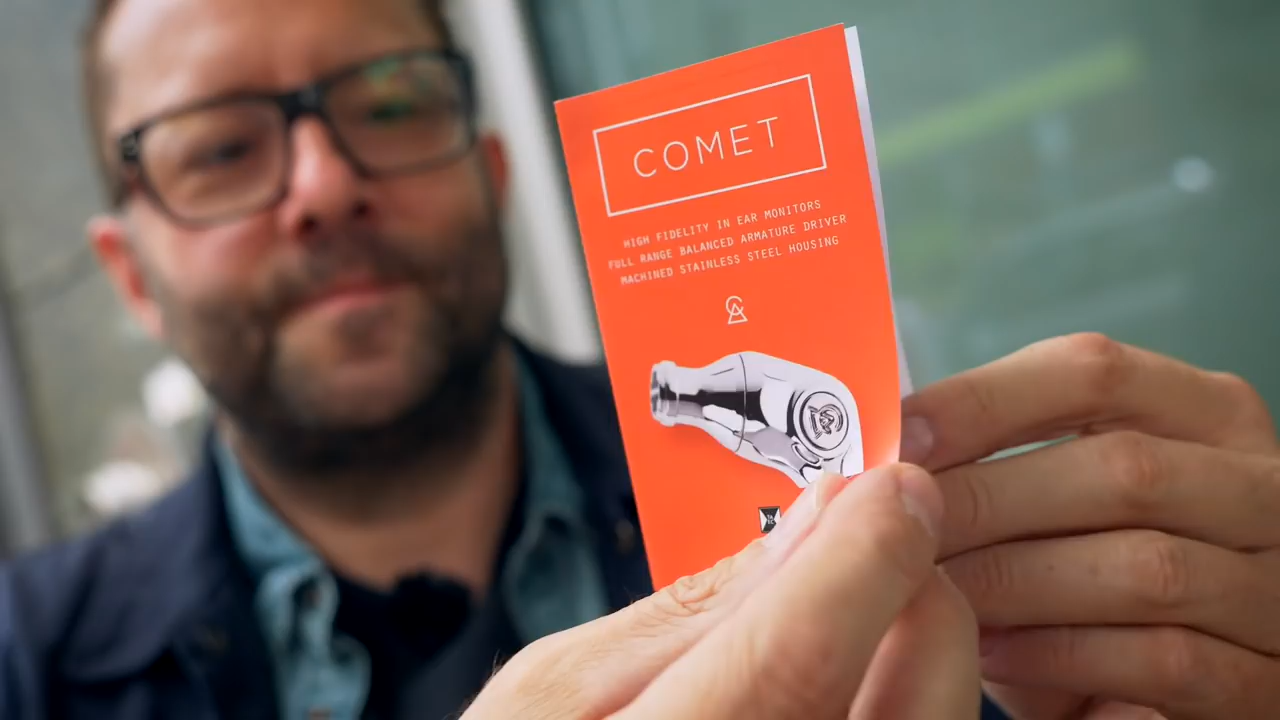 COMET
HIGH FIDELITY IN EAR MONITORS
FULL RANGE BALANCED ARMATURE DRIVER
MACHINED STAINLESS STEEL HOUSING